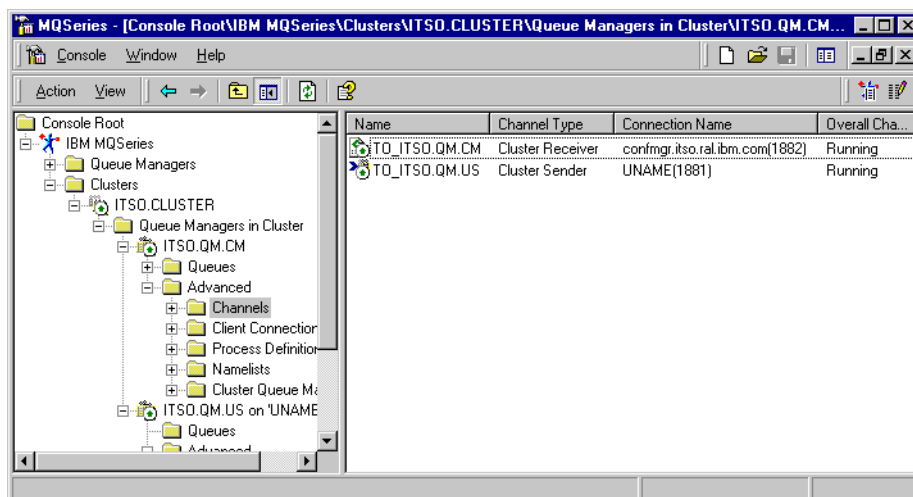 MQSeries - [Console Root\IBM MQSeries\Clusters\ITSO.CLUSTER\Queue Managers in Cluster\ITSO.QM.CM...
Console Window Help
Action View
Console Root
IBM MQSeries
Queue Managers
Clusters
ITSO.CLUSTER
Queue Managers in Cluster
ITSO.QM.CM
Queues
Advanced
Channels
Client Connection
Process Definition
Namelists
Cluster Queue Ma
ITSO.QM.US on 'UNAME
Queues
Advanced
Name Channel Type Connection Name Overall Cha...
TO_ITSO.QM.CM Cluster Receiver confmgr.itso.ral.ibm.com(1882) Running
TO_ITSO.QM.US Cluster Sender UNAME(1881) Running